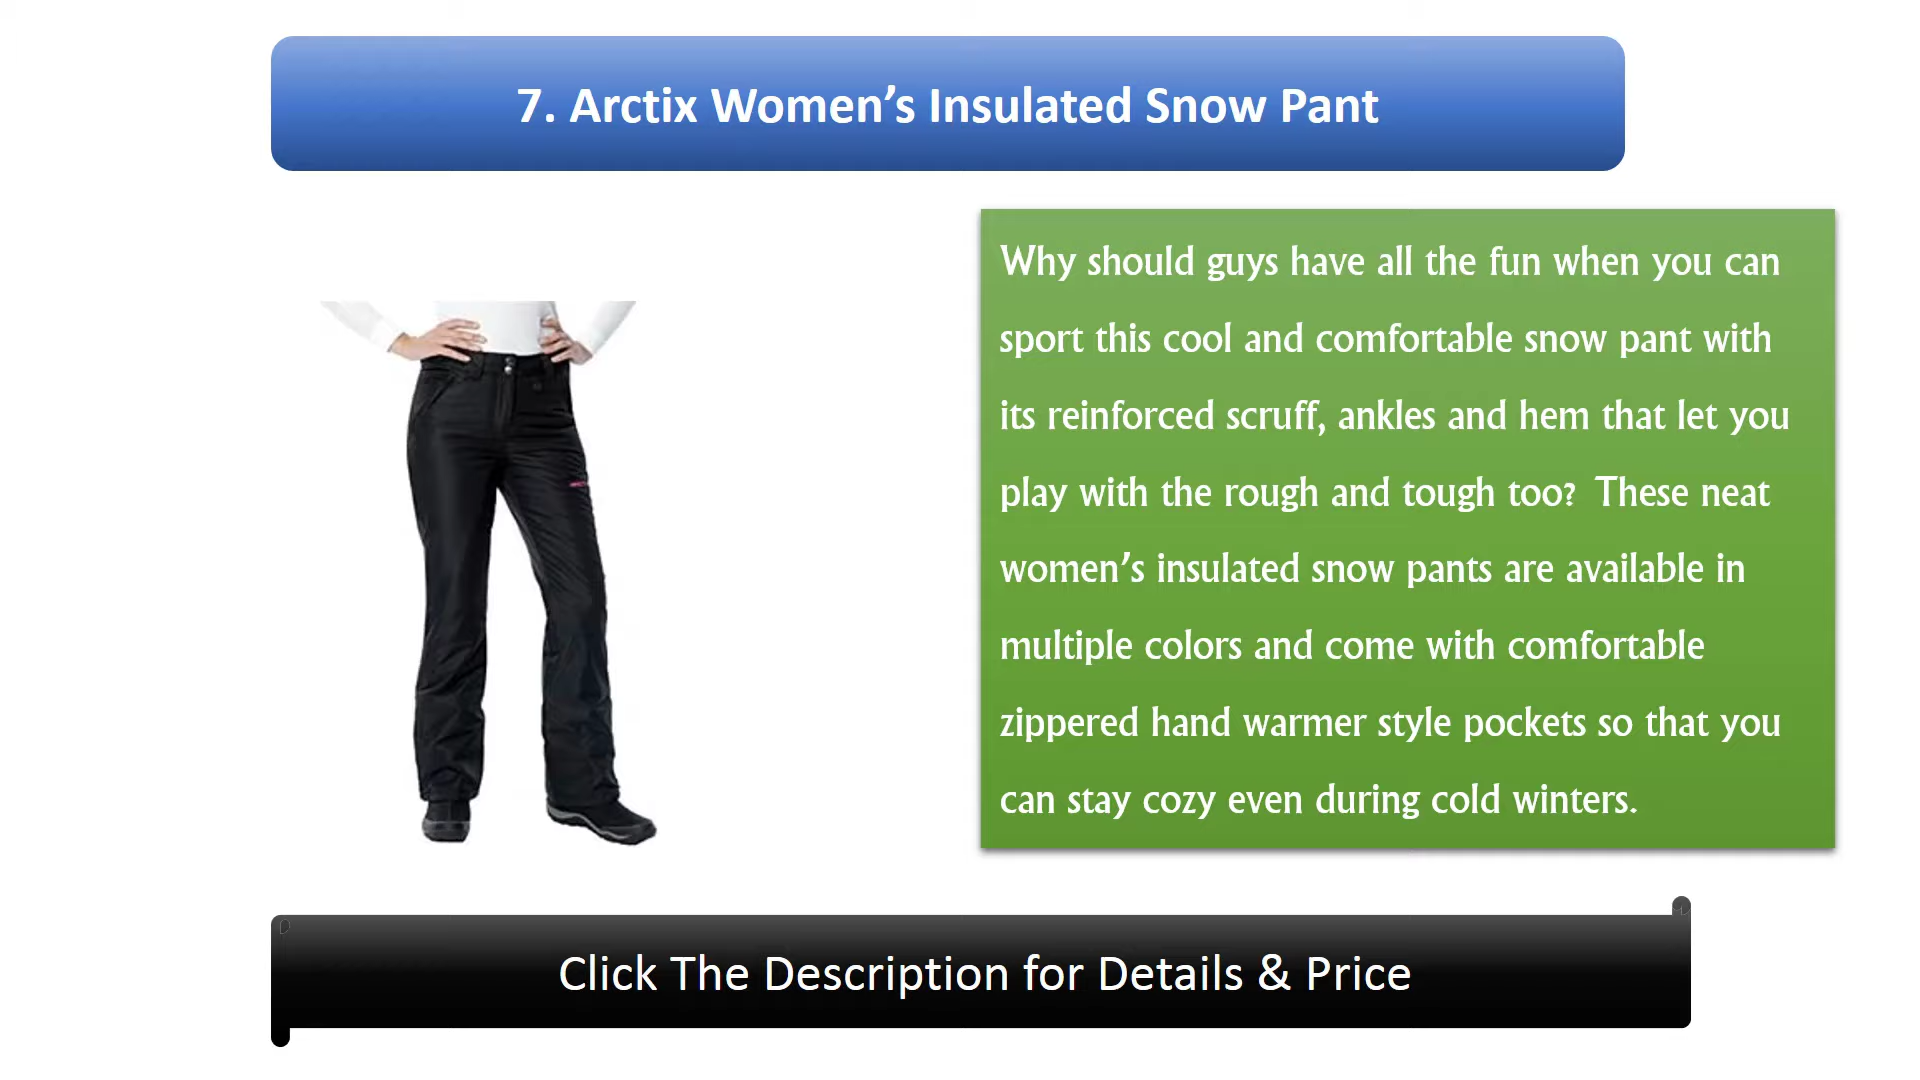 7. Arctix Women’s Insulated Snow Pant
Why should guys have all the fun when you can
sport this cool and comfortable snow pant with
its reinforced scruff, ankles and hem that let you
play with the rough and tough too? These neat
women’s insulated snow pants are available in
multiple colors and come with comfortable
zippered hand warmer style pockets so that you
can stay cozy even during cold winters.
Click The Description for Details & Price